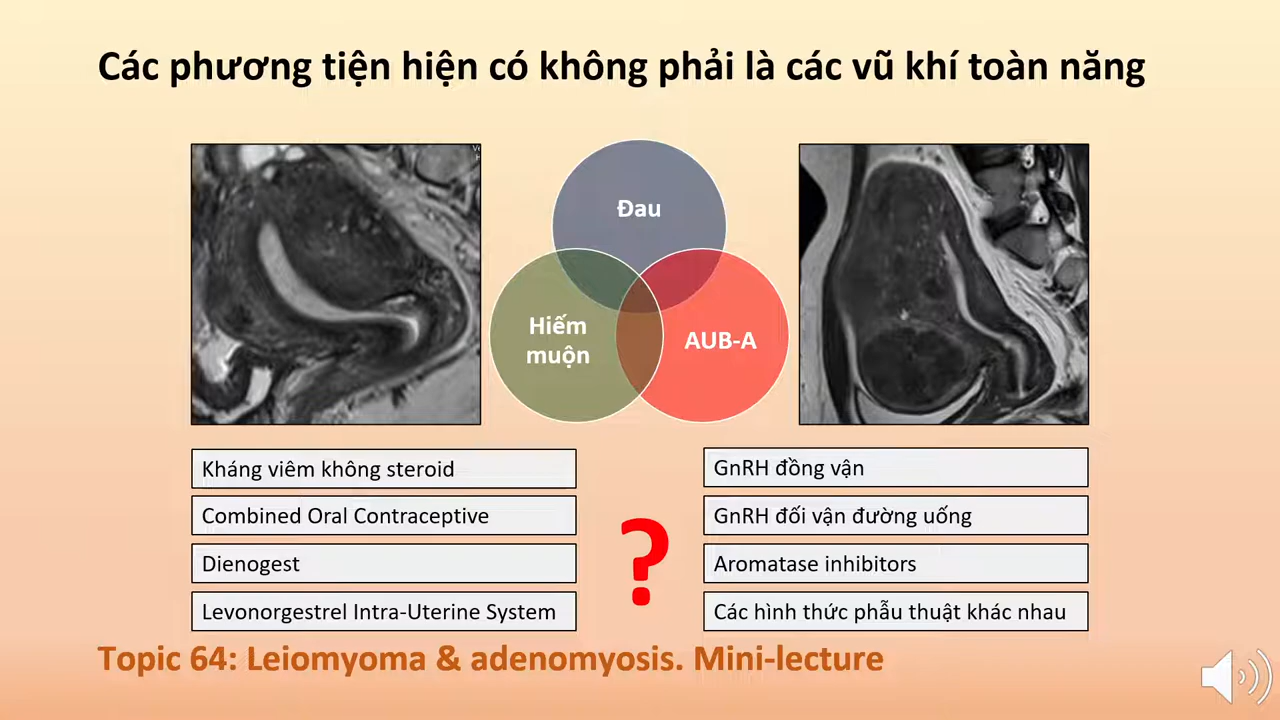 Các phương tiện hiện có không phải là các vũ khí toàn năng
Đau
Hiếm
muộn
AUB-A
Kháng viêm không steroid
Combined Oral Contraceptive
Dienogest
Levonorgestrel Intra-Uterine System
?
GnRH đồng vận
GnRH đối vận đường uống
Aromatase inhibitors
Các hình thức phẫu thuật khác nhau
Topic 64: Leiomyoma & adenomyosis. Mini-lecture